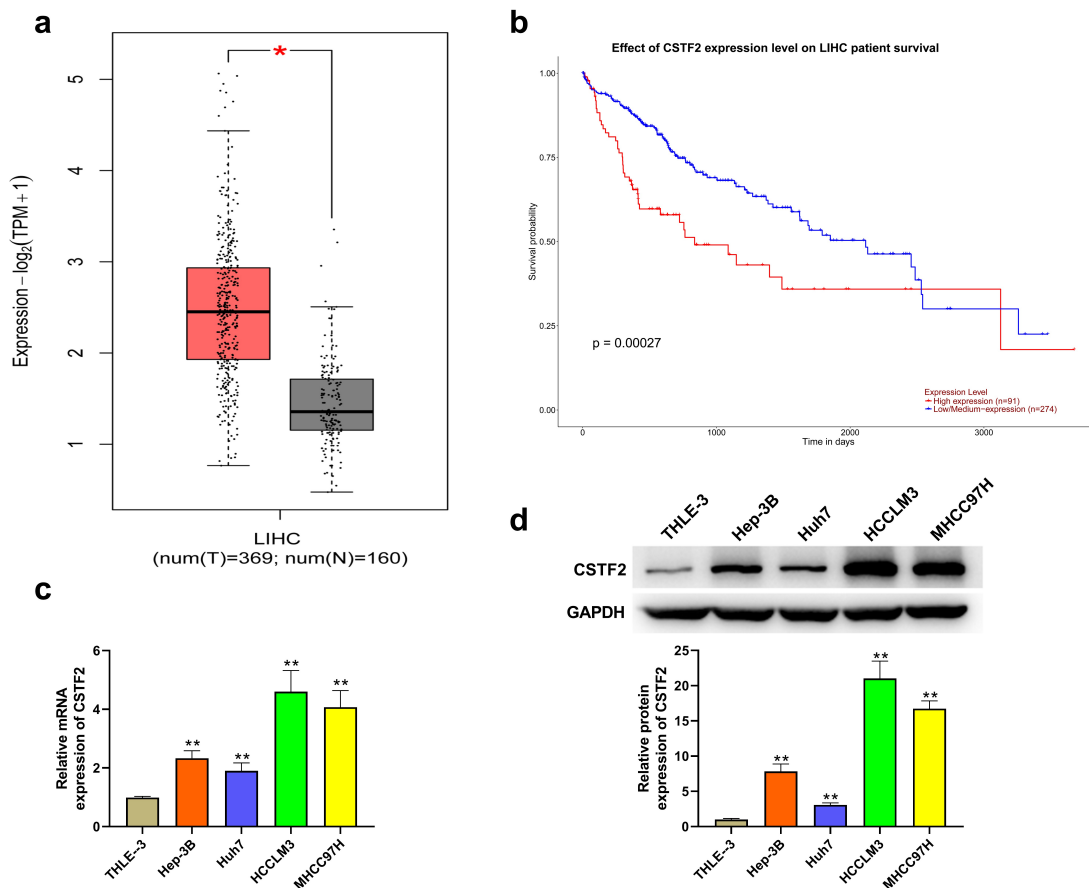 a
*
Expression − log2(TPM + 1)
5
4
3
2
1
LIHC
(num(T)=369; num(N)=160)
b
Effect of CSTF2 expression level on LIHC patient survival
Survival probability
1.00
0.75
0.50
0.25
0.00
p = 0.00027
Expression Level
High expression (n=91)
Low/Medium−expression (n=274)
0 1000 2000 3000
Time in days
c
Relative mRNA
expression of CSTF2
6
4
2
0
** ** ** **
THLE--3 Hep-3B Huh7 HCCLM3 MHCC97H
d
THLE-3 Hep-3B Huh7 HCCLM3 MHCC97H
CSTF2
GAPDH
Relative protein
expression of CSTF2
25
20
15
10
5
0
** ** ** **
THLE--3 Hep-3B Huh7 HCCLM3 MHCC97H